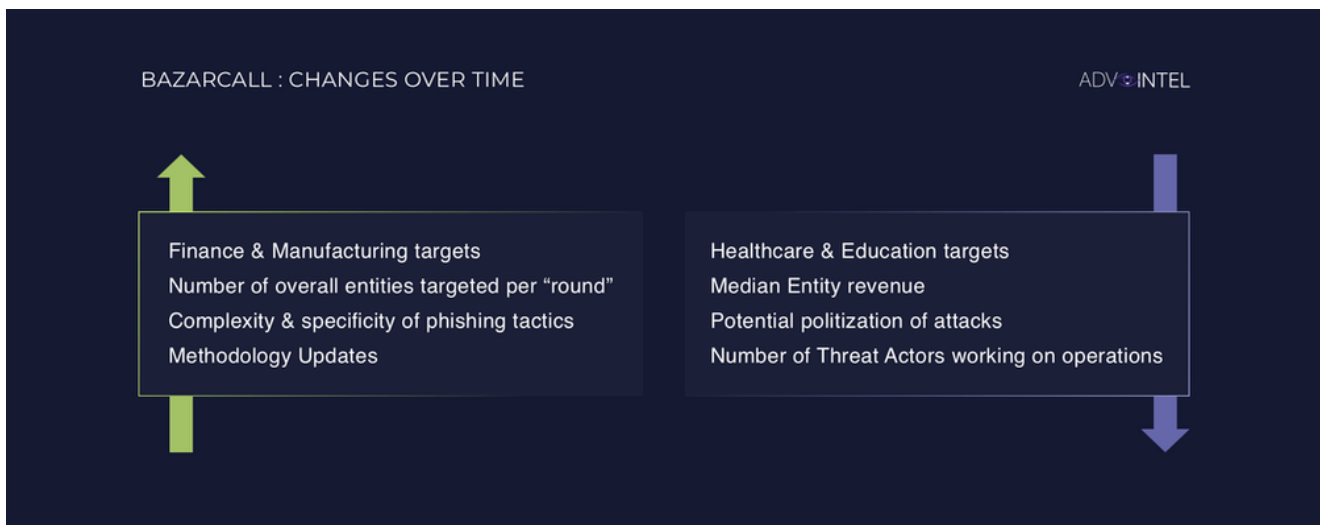 BAZARCALL : CHANGES OVER TIME
ADVINTEL
Finance & Manufacturing targets
Number of overall entities targeted per “round”
Complexity & specificity of phishing tactics
Methodology Updates
Healthcare & Education targets
Median Entity revenue
Potential politization of attacks
Number of Threat Actors working on operations